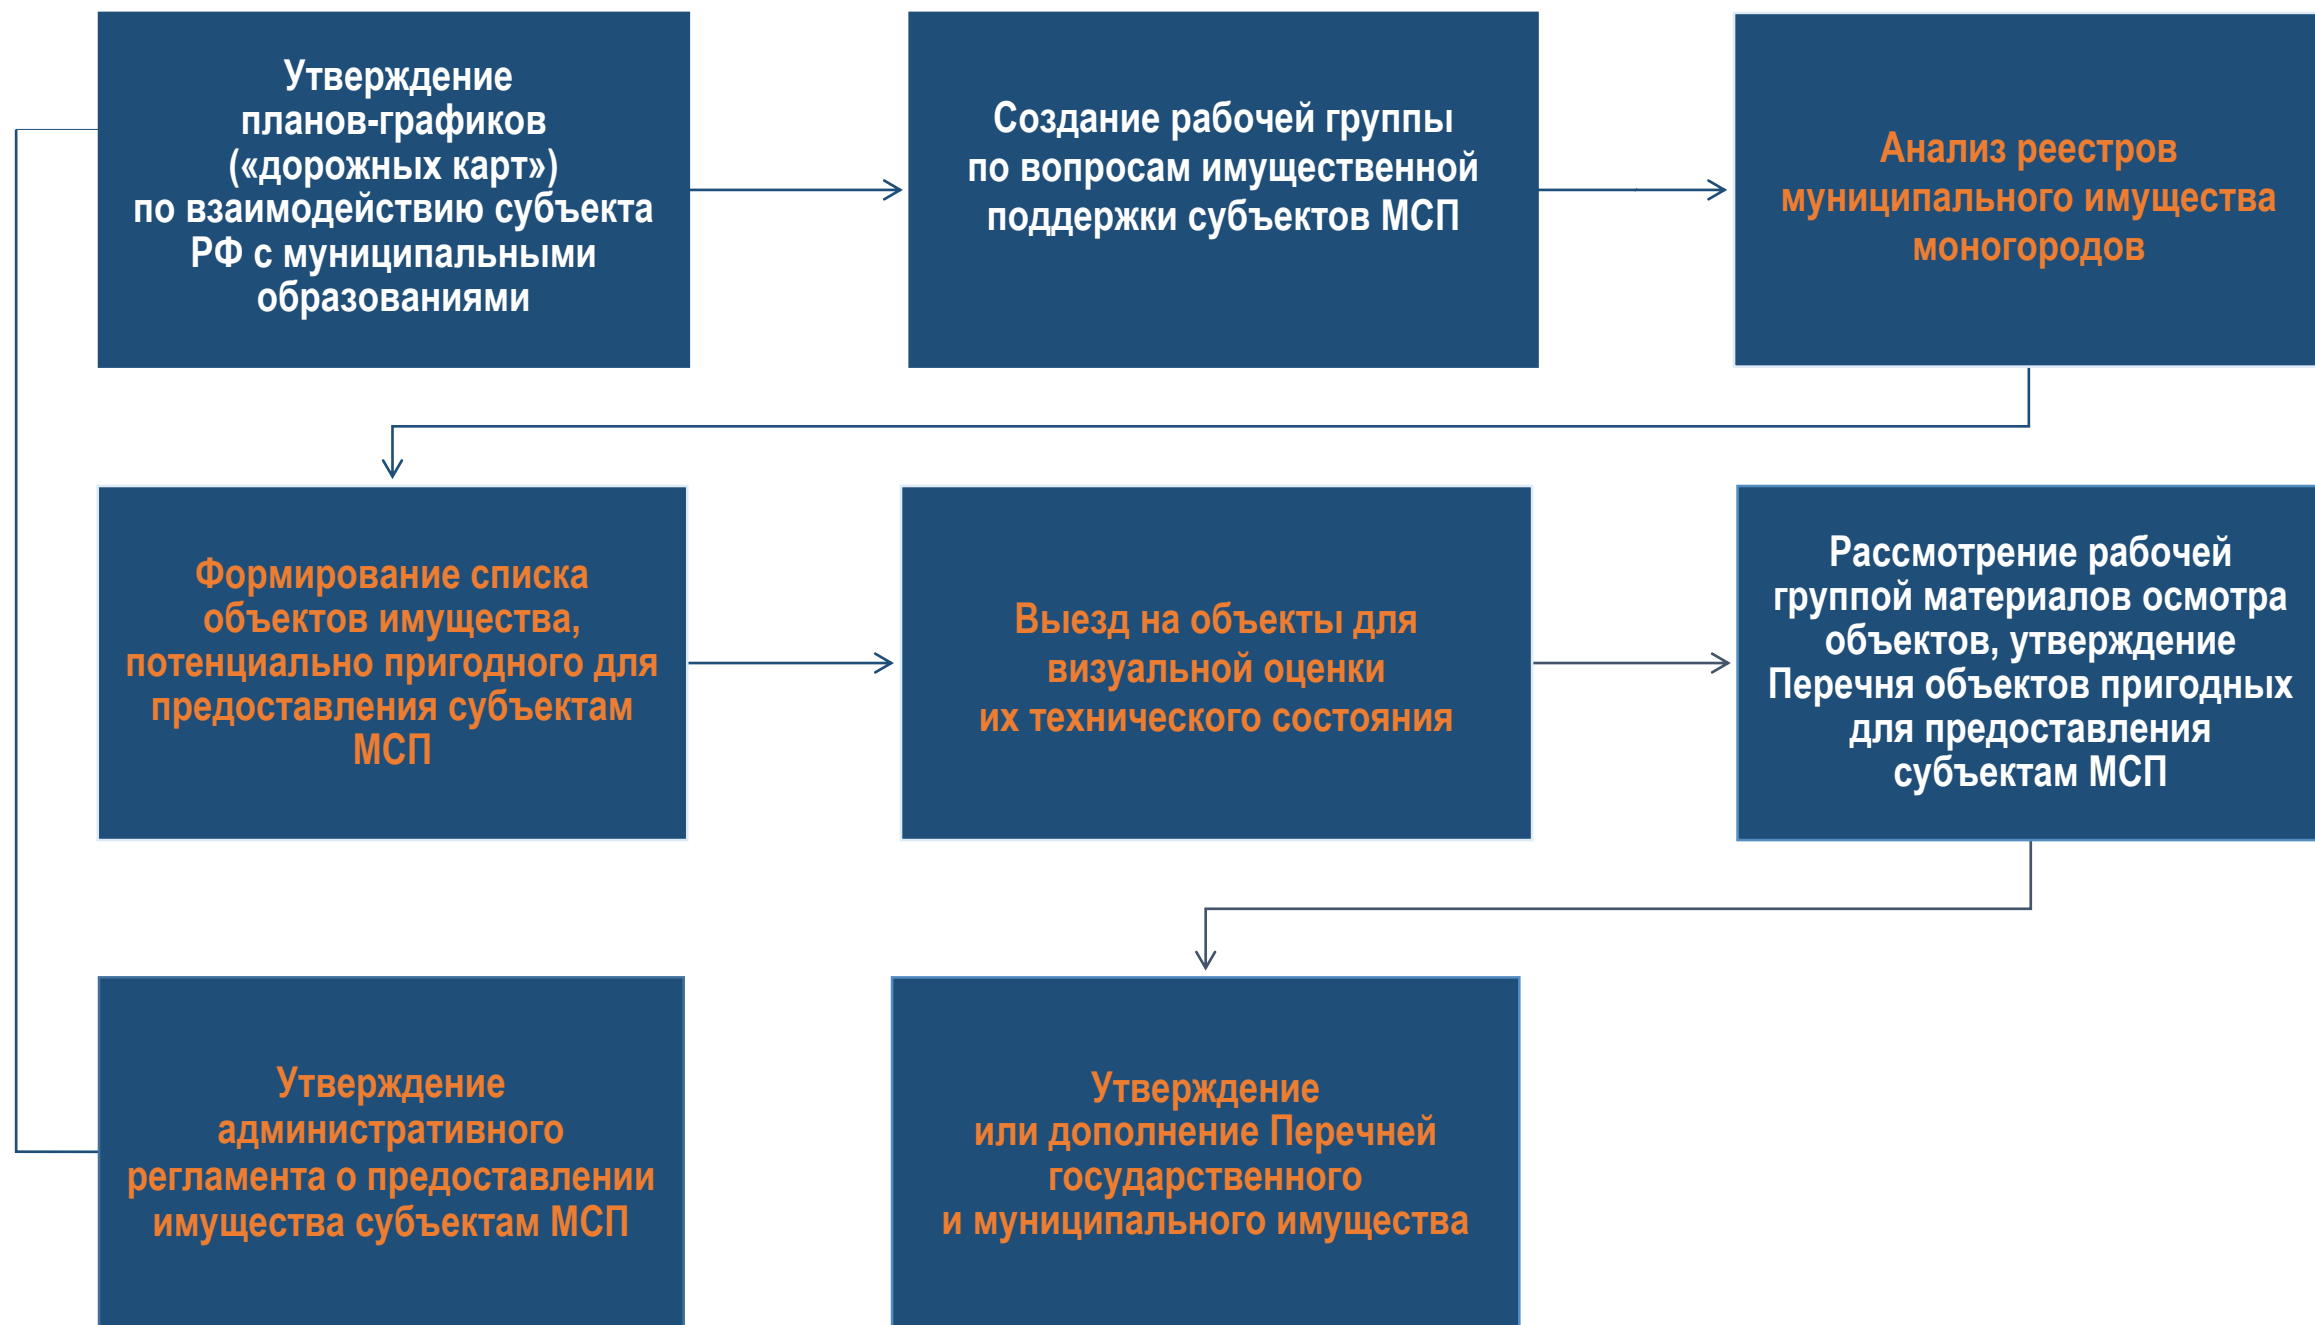 Утверждение
планов-графиков
(«дорожных карт»)
по взаимодействию субъекта
РФ с муниципальными
образованиями
Создание рабочей группы
по вопросам имущественной
поддержки субъектов МСП
Анализ реестров
муниципального имущества
моногородов
Формирование списка
объектов имущества,
потенциально пригодного для
предоставления субъектам
МСП
Выезд на объекты для
визуальной оценки
их технического состояния
Рассмотрение рабочей
группой материалов осмотра
объектов, утверждение
Перечня объектов пригодных
для предоставления
субъектам МСП
Утверждение
административного
регламента о предоставлении
имущества субъектам МСП
Утверждение
или дополнение Перечней
государственного
и муниципального имущества